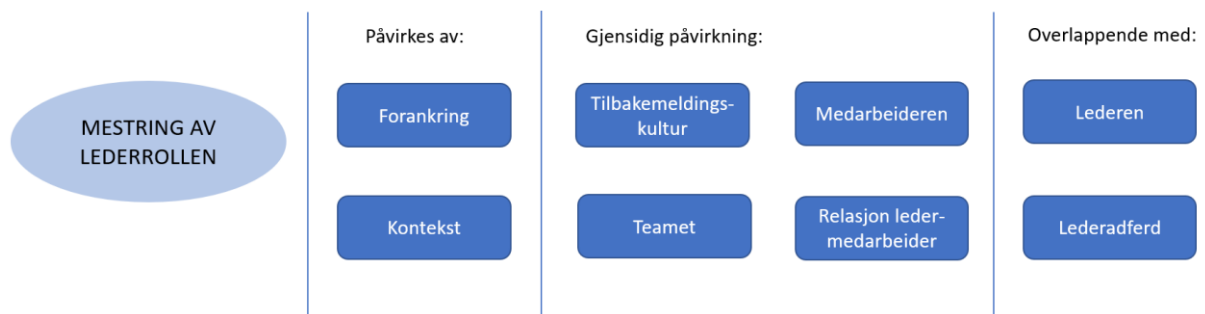 MESTRING AV
LEDERROLLEN
Påvirkes av:
Forankring
Kontekst
Gjensidig påvirkning:
Tilbakemeldings-
kultur
Medarbeideren
Teamet
Relasjon leder-
medarbeider
Overlappende med:
Lederen
Lederadferd